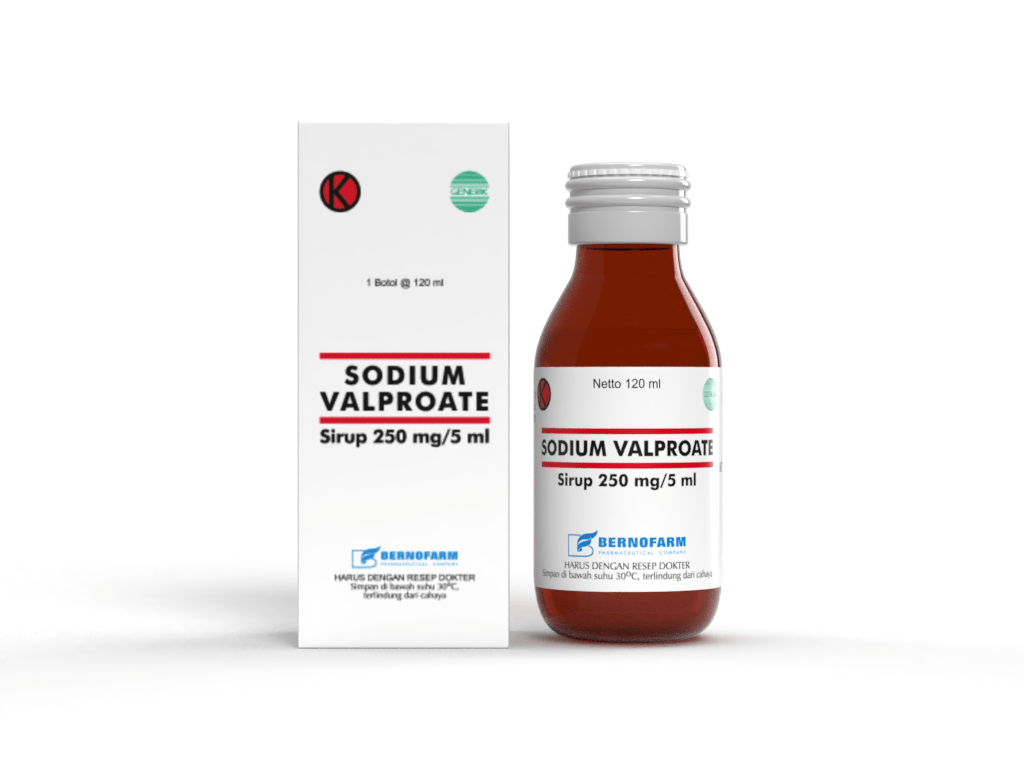 K
GENERIK
1 Botol @ 120 ml
SODIUM
VALPROATE
Sirup 250 mg/5 ml
BERNOFARM
PHARMACEUTICAL COMPANY
HARUS DENGAN RESEP DOKTER
Simpan di bawah suhu 30°C,
terlindung dari cahaya
K
Netto 120 ml
SODIUM VALPROATE
Sirup 250 mg/5 ml
BERNOFARM
PHARMACEUTICAL COMPANY
HARUS DENGAN RESEP DOKTER
Simpan di bawah suhu 30°C, terlindung dari cahaya